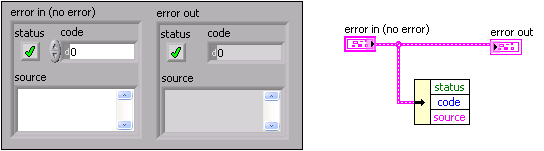 error in (no error)
status
code
d0
source
error out
status
code
d0
source
error in (no error)
error out
status
code
source